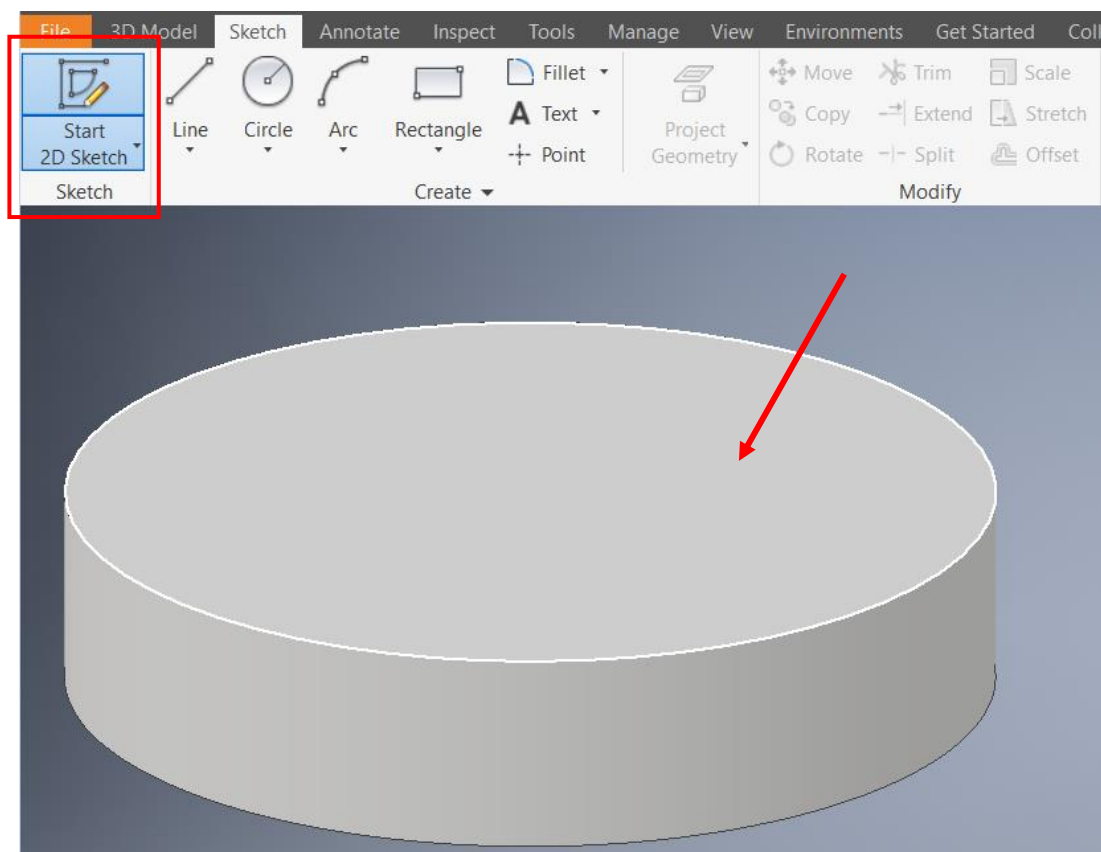 File 3D Model Sketch Annotate Inspect Tools Manage View Environments Get Started Coll
Start
2D Sketch
Line
Circle
Arc
Rectangle
Fillet
A Text
Point
Project
Geometry
Move
Copy
Rotate
Trim
Extend
Split
Scale
Stretch
Offset
Sketch
Create
Modify